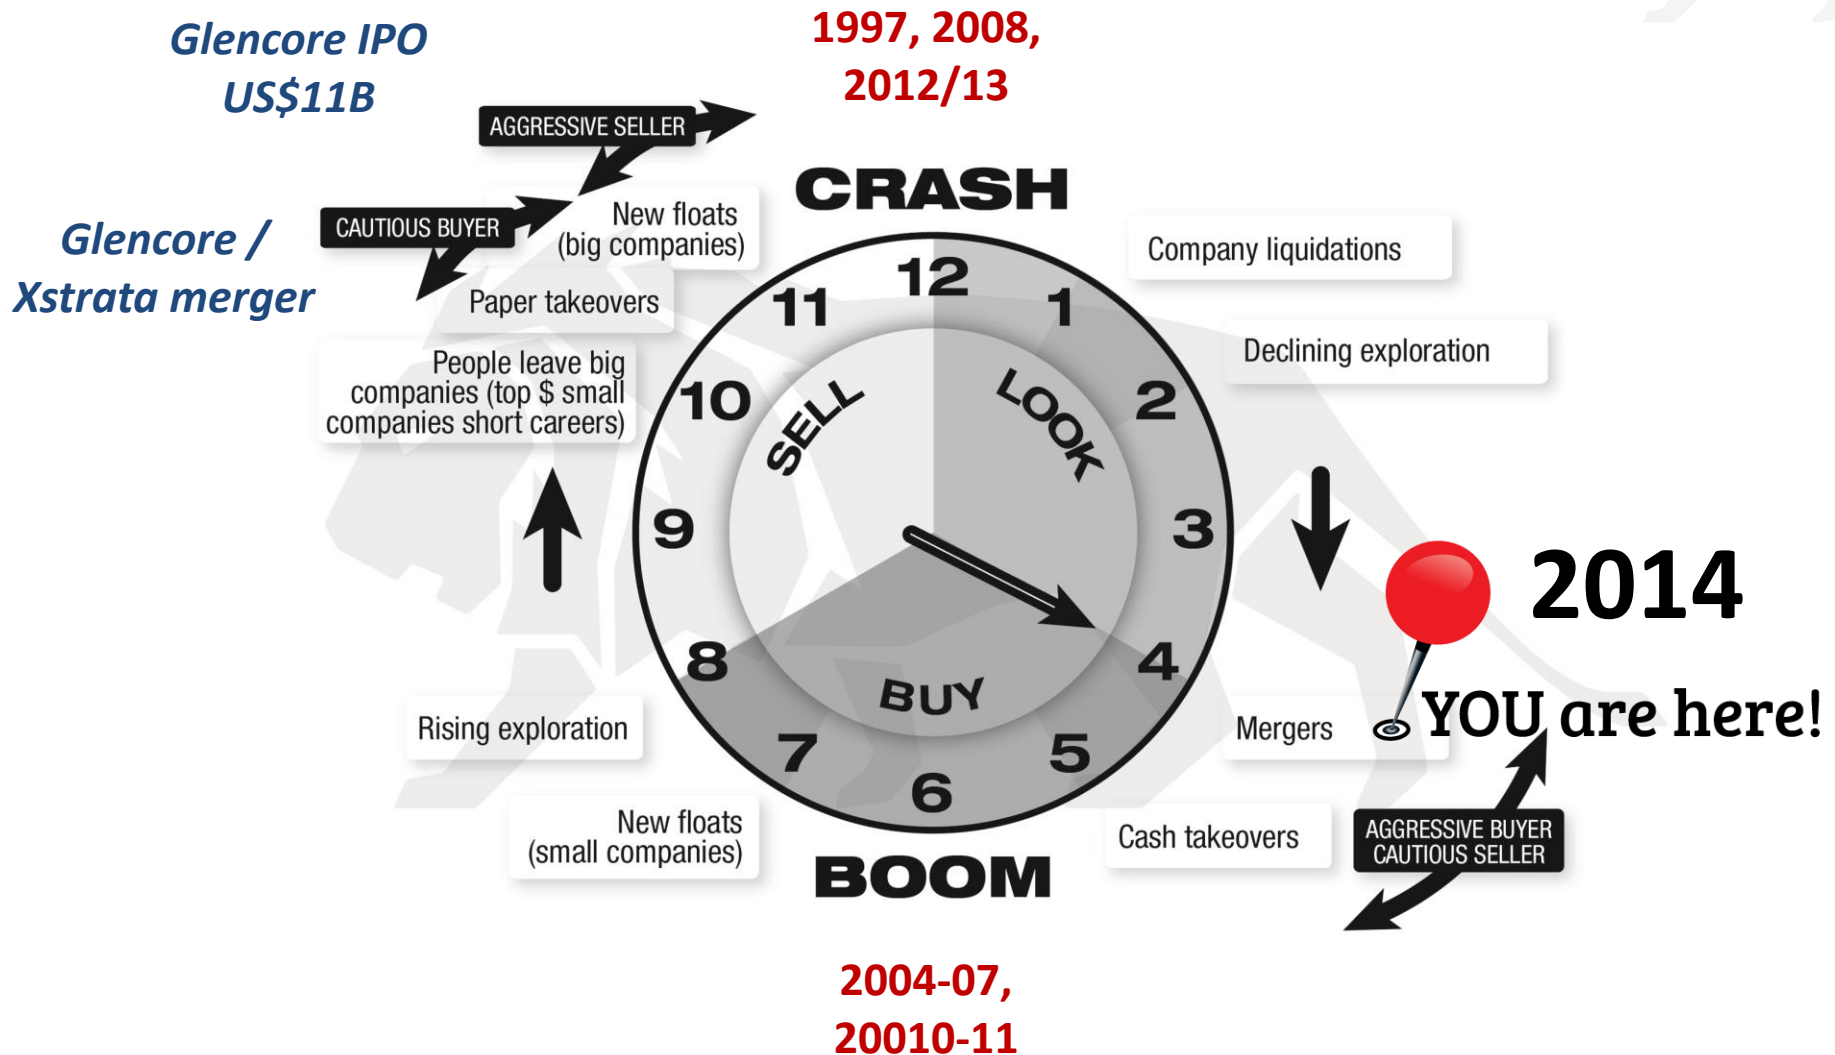 Glencore IPO
US$11B
1997, 2008,
2012/13
AGGRESSIVE SELLER
CAUTIOUS BUYER
Glencore /
Xstrata merger
New floats
(big companies)
Paper takeovers
People leave big
companies (top $ small
companies short careers)
CRASH
Company liquidations
Declining exploration
12
1
2
3
4
5
6
7
8
9
10
11
SELL
LOOK
BUY
2014
YOU are here!
Mergers
Rising exploration
New floats
(small companies)
Cash takeovers
AGGRESSIVE BUYER
CAUTIOUS SELLER
BOOM
2004-07,
20010-11